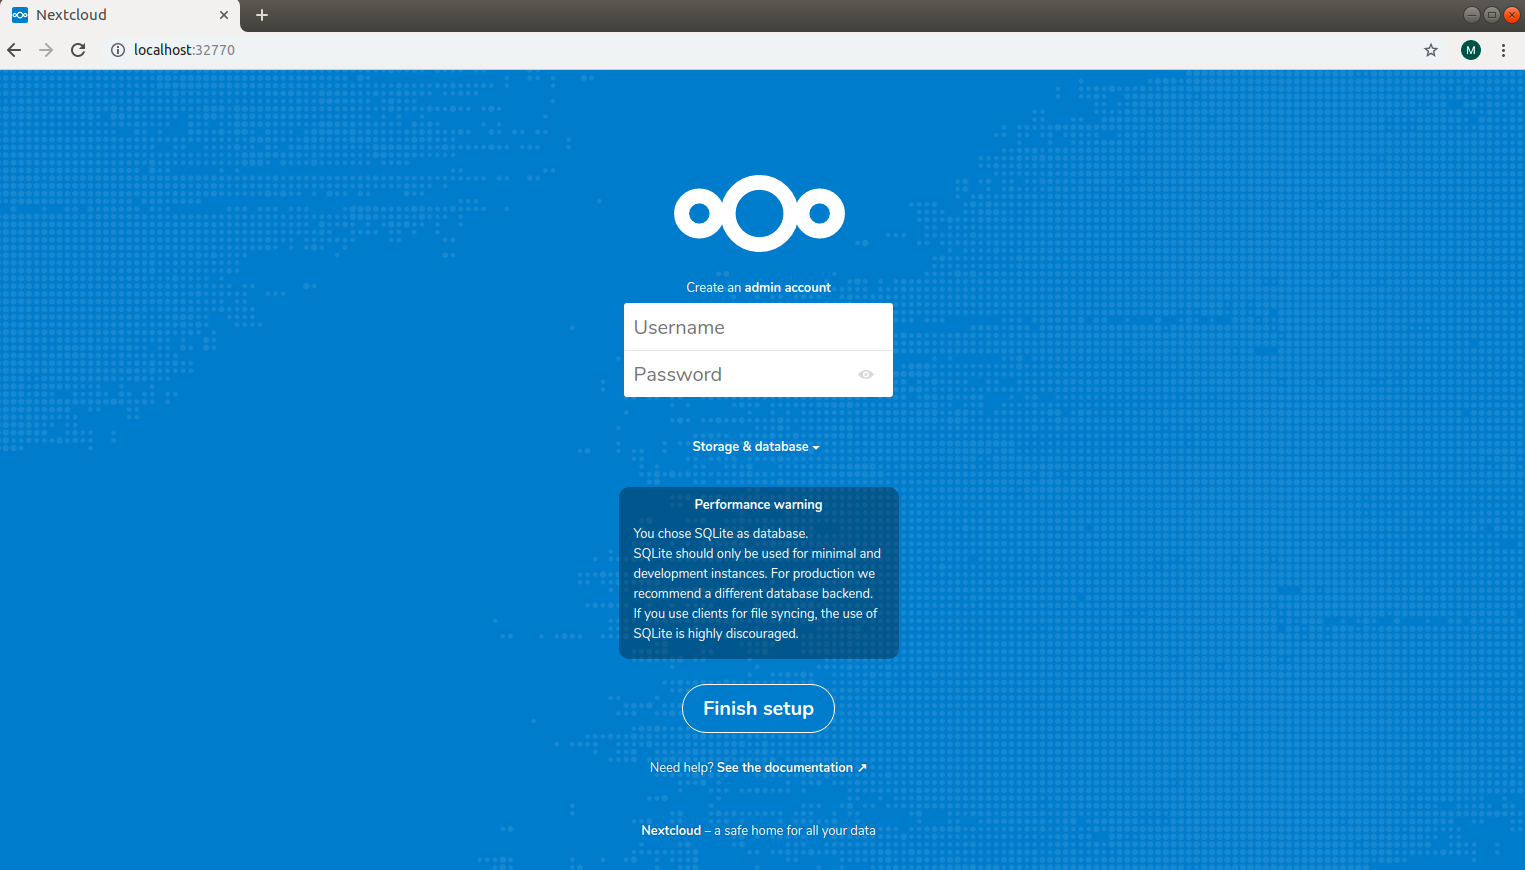 Nextcloud
localhost:32770
M
Create an admin account
Username
Password
Storage & database
Performance warning
You chose SQLite as database.
SQLite should only be used for minimal and
development instances. For production we
recommend a different database backend.
If you use clients for file syncing, the use of
SQLite is highly discouraged.
Finish setup
Need help? See the documentation ↗
Nextcloud – a safe home for all your data